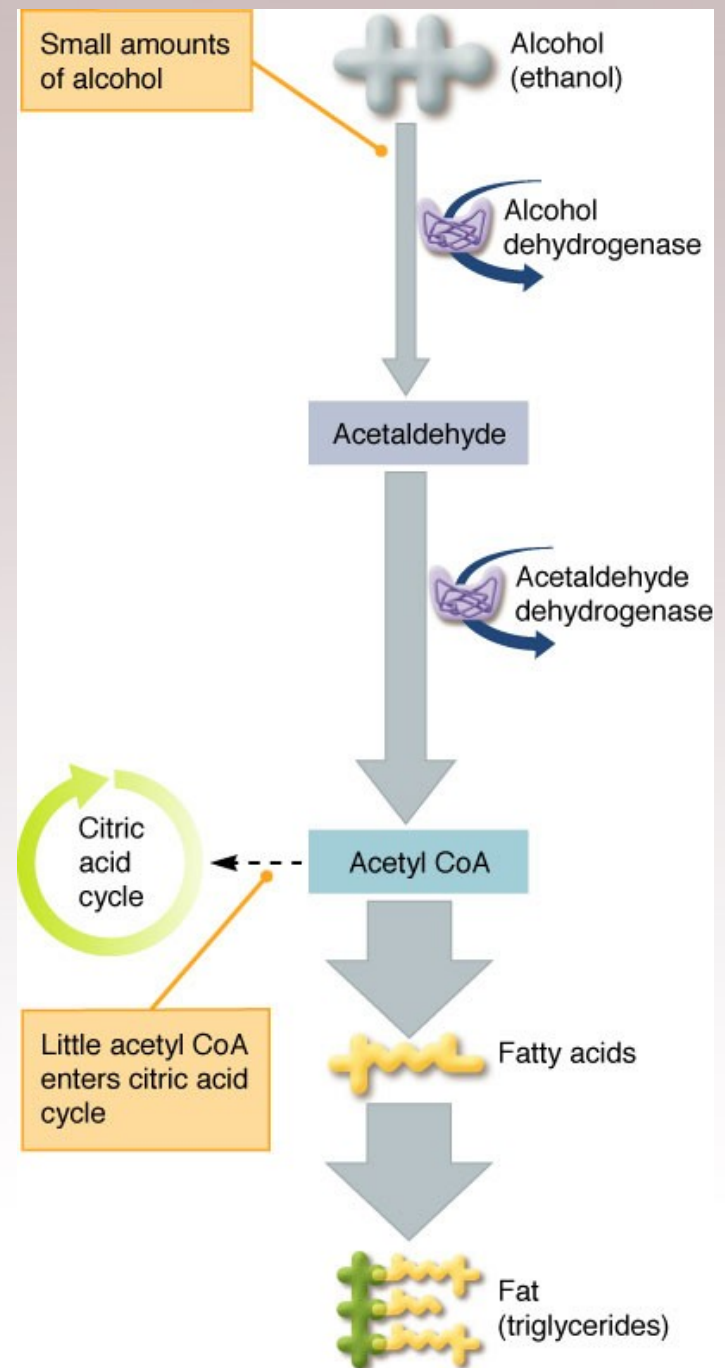 Small amounts
of alcohol
Alcohol
(ethanol)
Alcohol
dehydrogenase
Acetaldehyde
Acetaldehyde
dehydrogenase
Citric
acid
cycle
Acetyl CoA
Little acetyl CoA
enters citric acid
cycle
Fatty acids
Fat
(triglycerides)